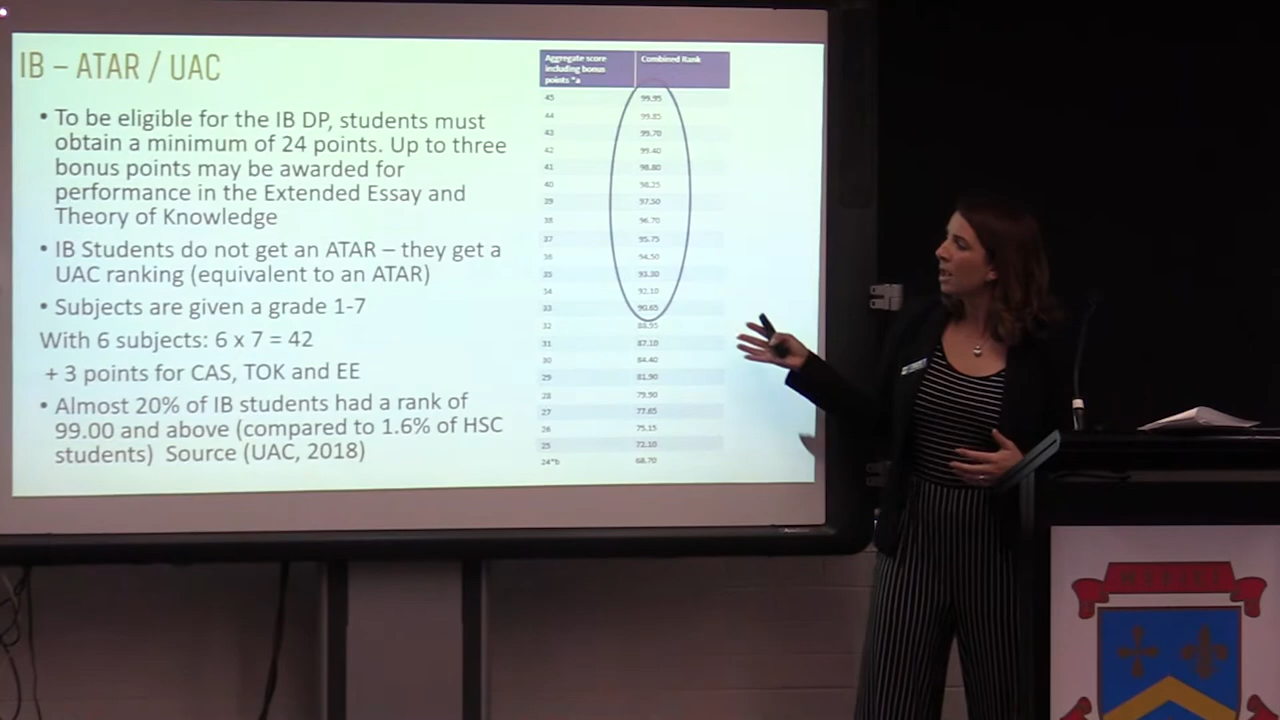 IB – ATAR / UAC
• To be eligible for the IB DP, students must
obtain a minimum of 24 points. Up to three
bonus points may be awarded for
performance in the Extended Essay and
Theory of Knowledge
• IB Students do not get an ATAR – they get a
UAC ranking (equivalent to an ATAR)
• Subjects are given a grade 1-7
With 6 subjects: 6 x 7 = 42
+ 3 points for CAS, TOK and EE
• Almost 20% of IB students had a rank of
99.00 and above (compared to 1.6% of HSC
students) Source (UAC, 2018)
Aggregate score
including bonus
points *a
Combined Rank
45 99.95
44 99.85
43 99.70
42 99.40
41 98.80
40 98.25
39 97.50
38 96.70
37 95.75
36 94.50
35 93.30
34 92.10
33 90.65
32 88.95
31 87.10
30 84.40
29 81.90
28 79.90
27 77.65
26 75.15
25 72.10
24*b 68.70